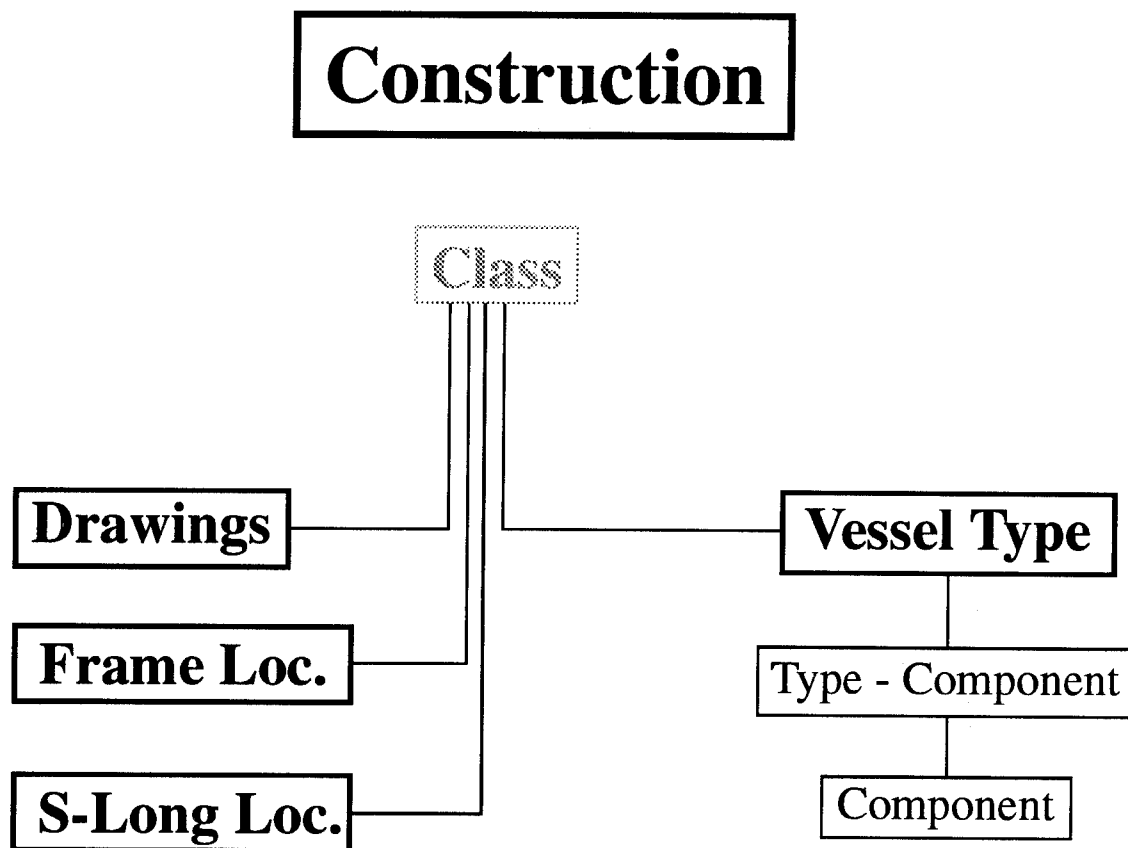 Construction
Class
Drawings
Vessel Type
Frame Loc.
Type - Component
S-Long Loc.
Component